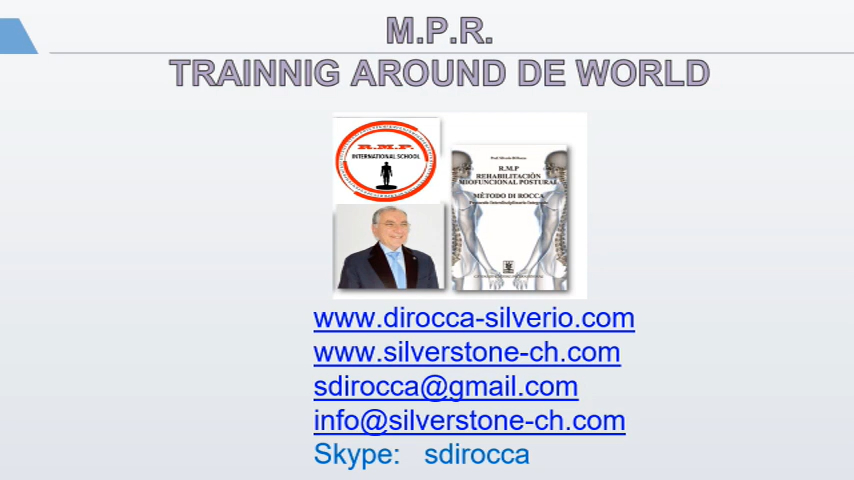 M.P.R.
TRAINNIG AROUND DE WORLD
R.M.P.
INTERNATIONAL SCHOOL
R.M.P
REHABILITACIÓN
MIOFUNCIONAL POSTURAL
MÉTODO DI ROCCA
www.dirocca-silverio.com
www.silverstone-ch.com
sdirocca@gmail.com
info@silverstone-ch.com
Skype: sdirocca